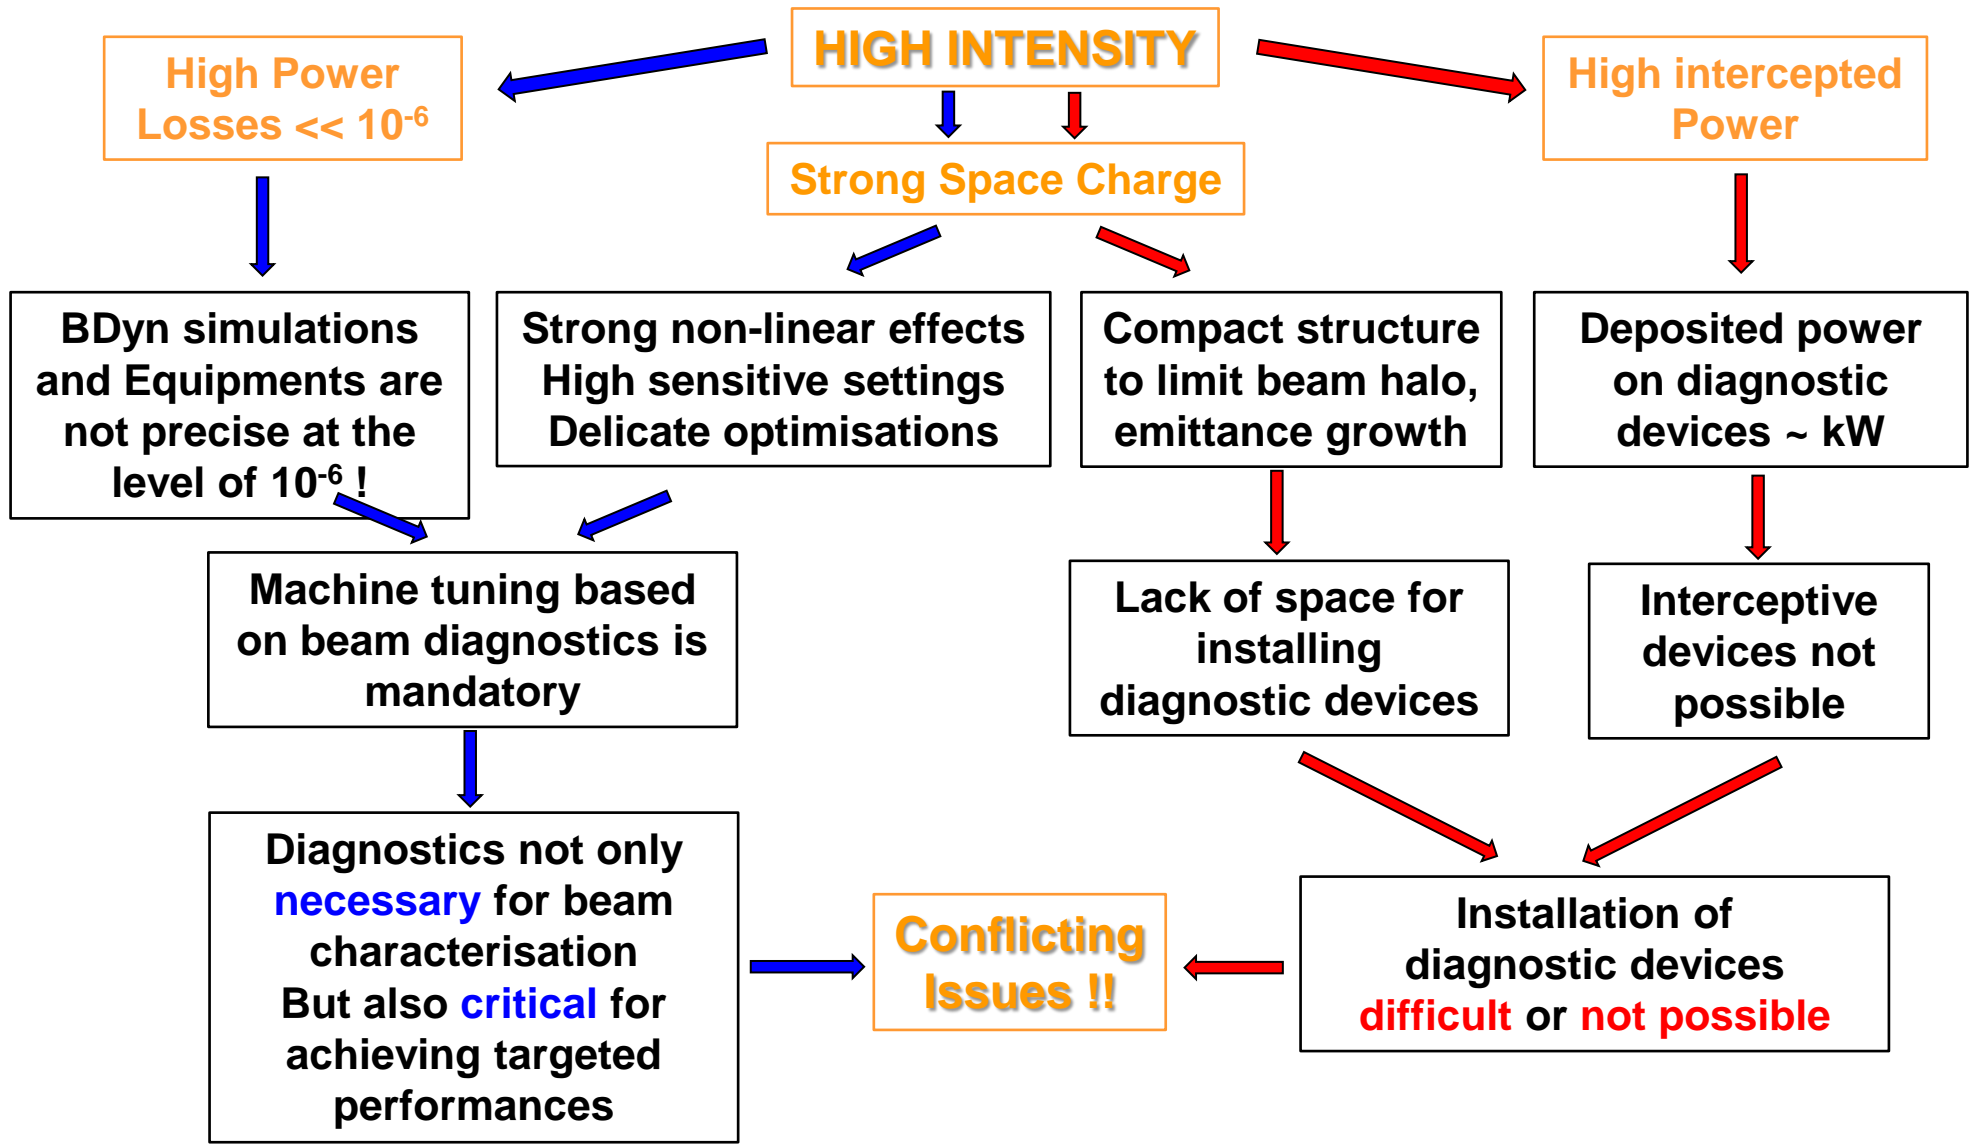 HIGH INTENSITY
High Power
Losses << 10⁻⁶
High intercepted
Power
Strong Space Charge
BDyn simulations
and Equipments are
not precise at the
level of 10⁻⁶ !
Strong non-linear effects
High sensitive settings
Delicate optimisations
Compact structure
to limit beam halo,
emittance growth
Deposited power
on diagnostic
devices ~ kW
Machine tuning based
on beam diagnostics is
mandatory
Lack of space for
installing
diagnostic devices
Interceptive
devices not
possible
Diagnostics not only
necessary for beam
characterisation
But also critical for
achieving targeted
performances
Conflicting
Issues !!
Installation of
diagnostic devices
difficult or not possible